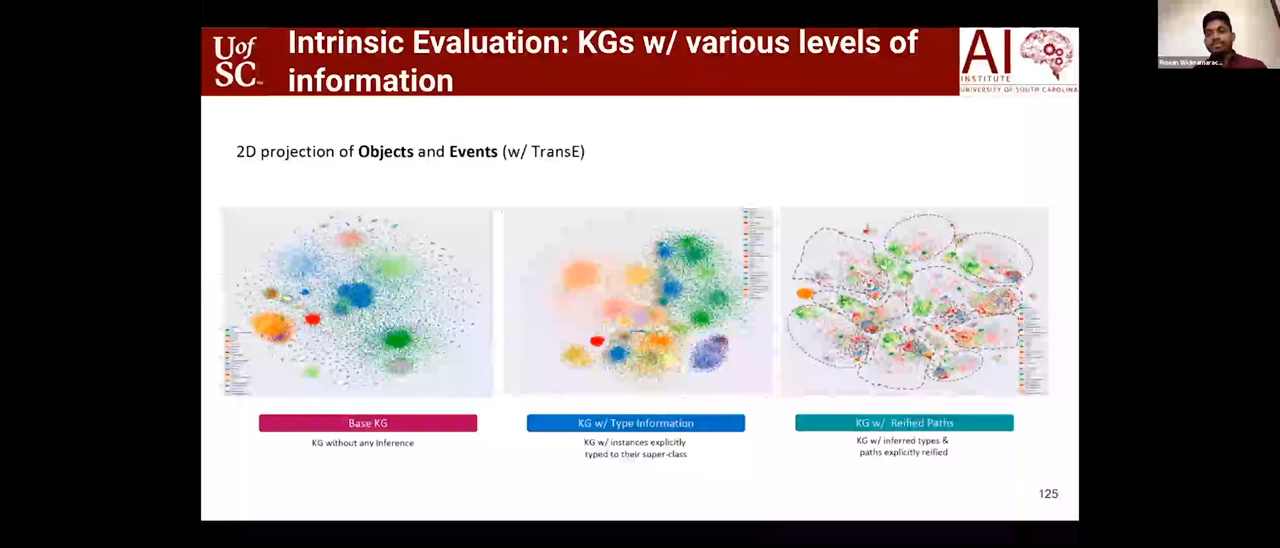 UofSC
Intrinsic Evaluation: KGs w/ various levels of
information
AI
INSTITUTE
UNIVERSITY OF SOUTH CAROLINA
2D projection of Objects and Events (w/ TransE)
Base KG
KG without any Inference
KG w/ Type Information
KG w/ instances explicitly
typed to their super-class
KG w/ Reified Paths
KG w/ inferred types &
paths explicitly reified
125